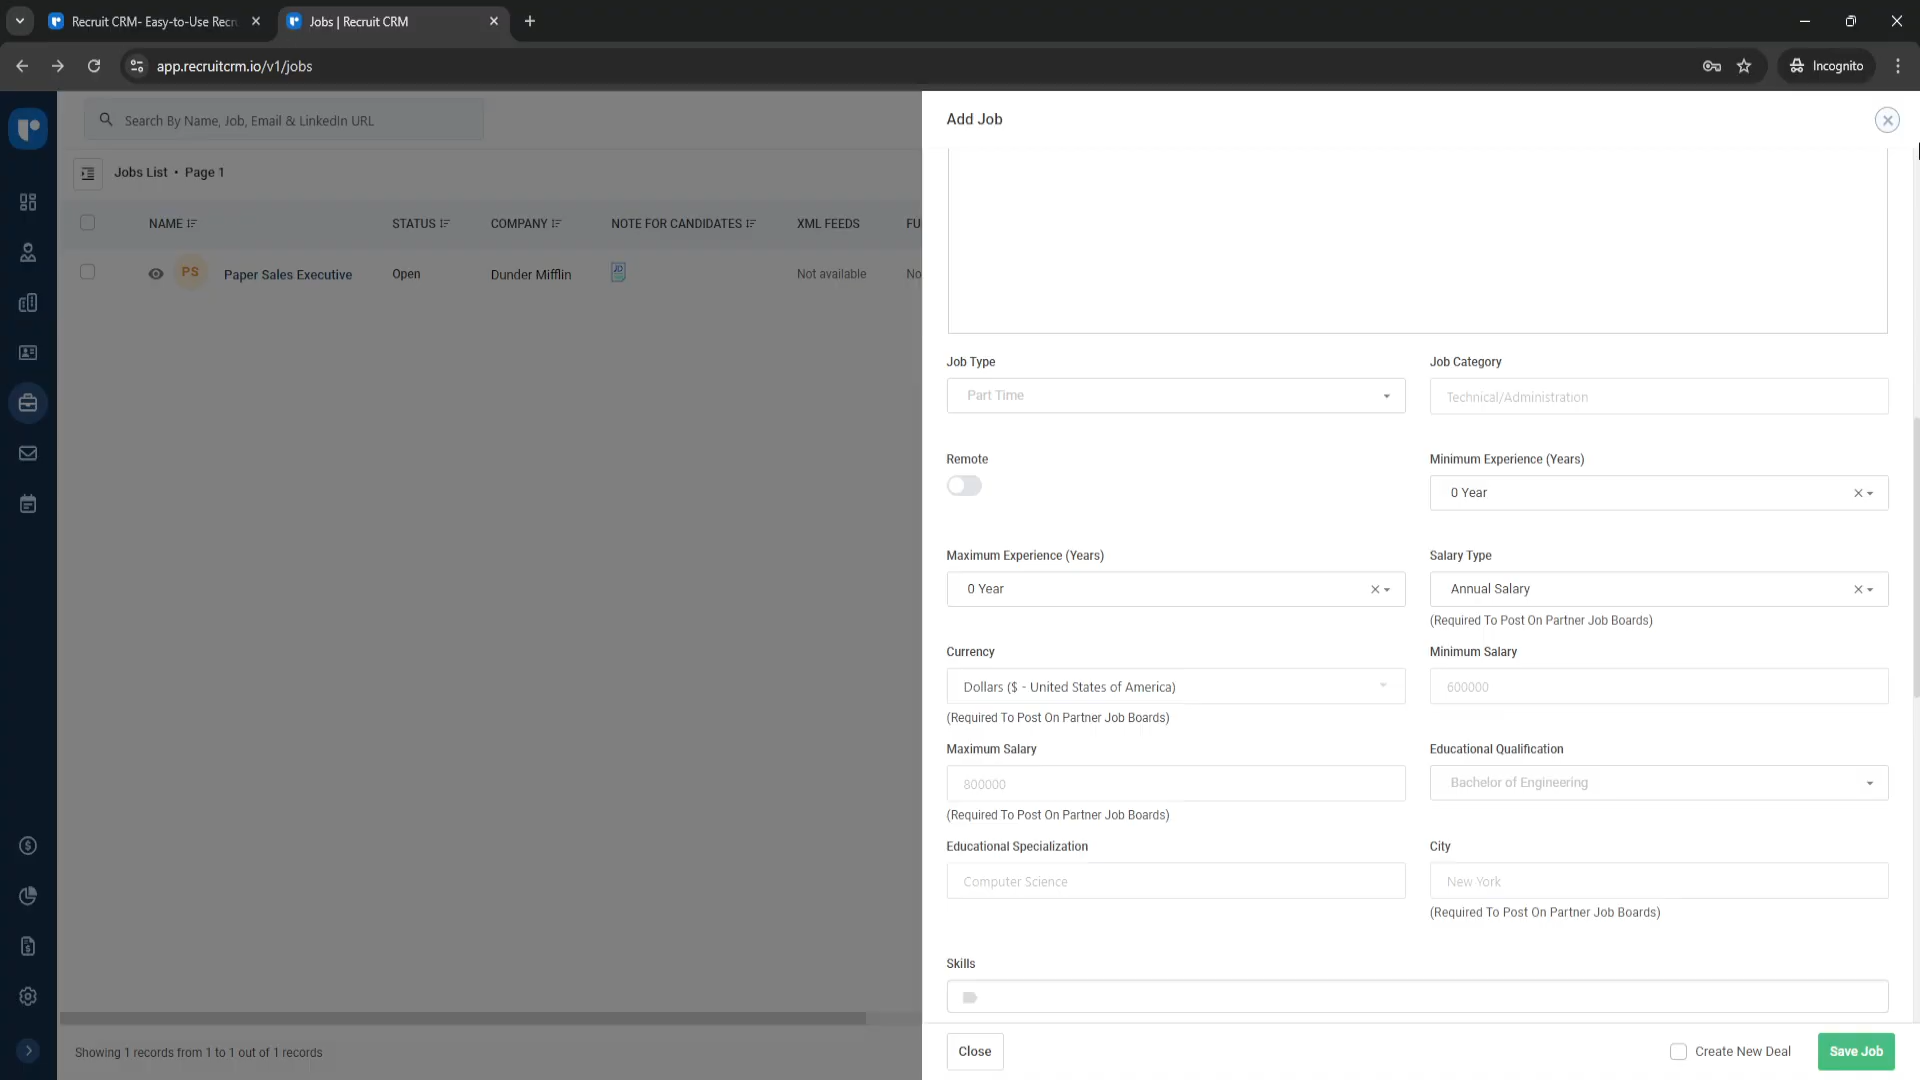 Recruit CRM- Easy-to-Use Recru
Jobs | Recruit CRM
app.recruitcrm.io/v1/jobs
Incognito
Search By Name, Job, Email & LinkedIn URL
Add Job
Jobs List • Page 1
NAME STATUS COMPANY NOTE FOR CANDIDATES XML FEEDS FU
PS Paper Sales Executive Open Dunder Mifflin JD Not available No
Job Type
Part Time
Job Category
Technical/Administration
Remote
Minimum Experience (Years)
0 Year
Maximum Experience (Years)
0 Year
Salary Type
Annual Salary
(Required To Post On Partner Job Boards)
Currency
Dollars ($ - United States of America)
(Required To Post On Partner Job Boards)
Minimum Salary
600000
Maximum Salary
800000
(Required To Post On Partner Job Boards)
Educational Qualification
Bachelor of Engineering
Educational Specialization
Computer Science
City
New York
(Required To Post On Partner Job Boards)
Skills
Close
Create New Deal
Save Job
Showing 1 records from 1 to 1 out of 1 records